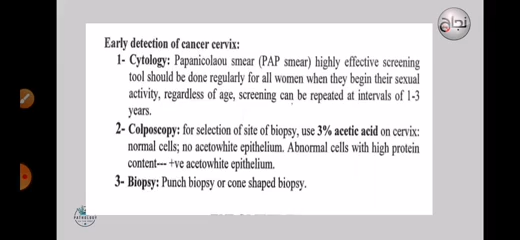 نجاح
Early detection of cancer cervix:
1- Cytology: Papanicolaou smear (PAP smear) highly effective screening
tool should be done regularly for all women when they begin their sexual
activity, regardless of age, screening can be repeated at intervals of 1-3
years.
2- Colposcopy: for selection of site of biopsy, use 3% acetic acid on cervix:
normal cells; no acetowhite epithelium. Abnormal cells with high protein
content--- +ve acetowhite epithelium.
3- Biopsy: Punch biopsy or cone shaped biopsy.
PATHOLOGY